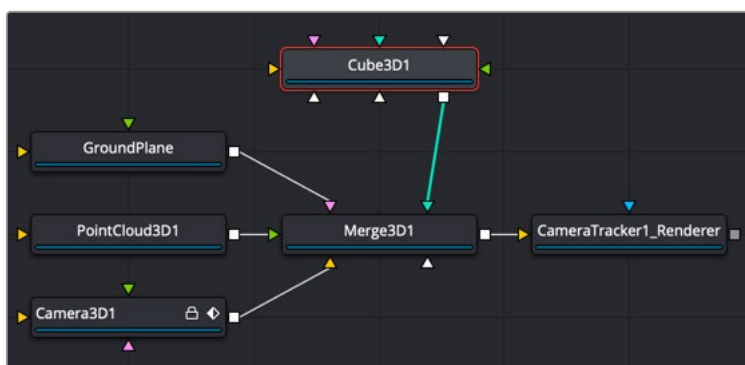 Cube3D1
GroundPlane
PointCloud3D1
Merge3D1
CameraTracker1_Renderer
Camera3D1